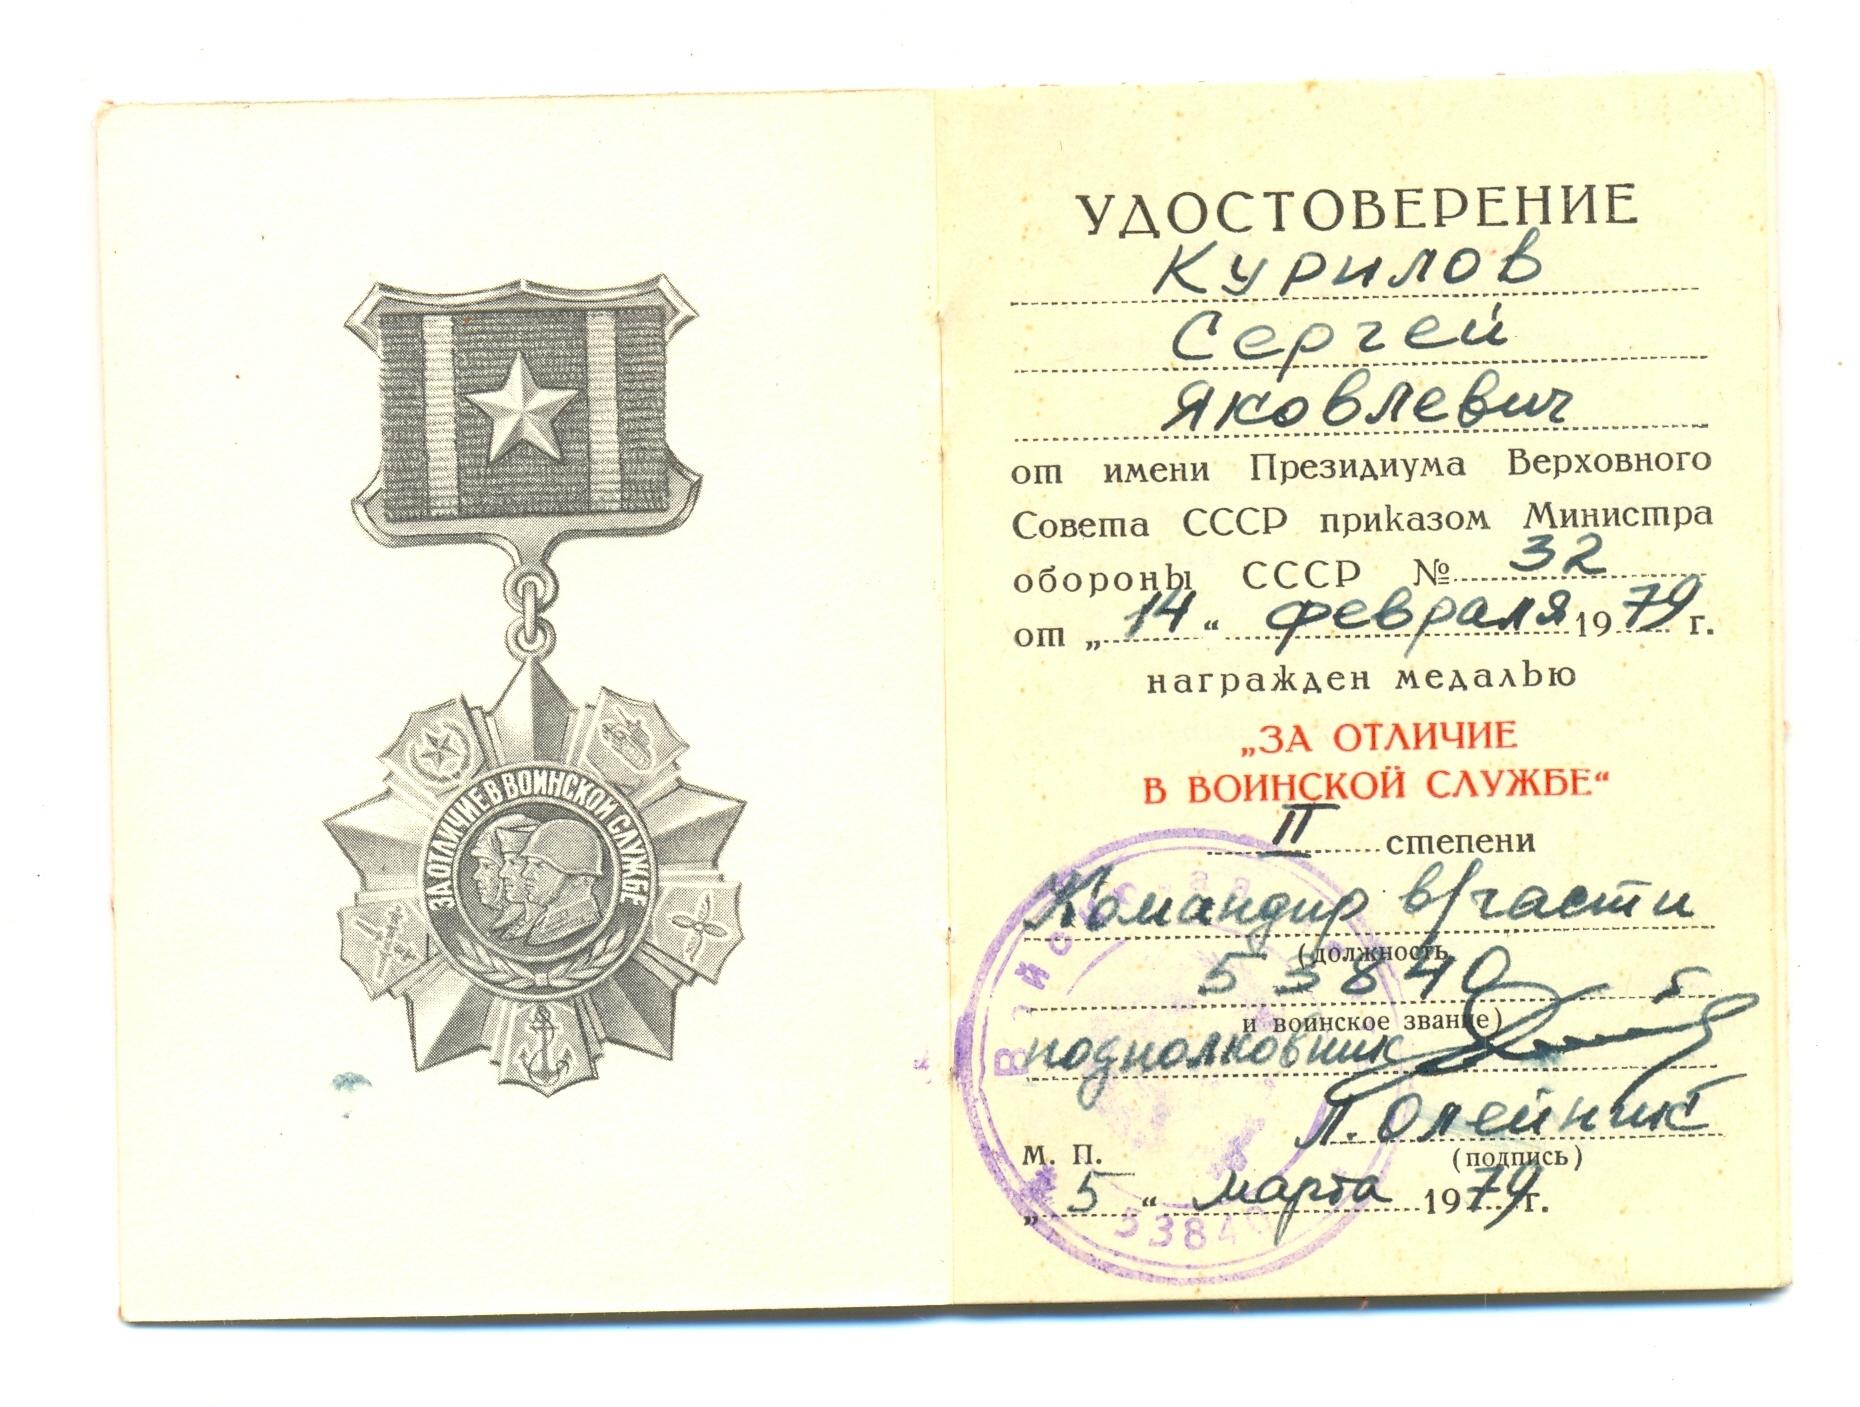 ЗА ОТЛИЧИЕ В ВОИНСКОЙ СЛУЖБЕ
УДОСТОВЕРЕНИЕ
Курилов
Сергей
Яковлевич
от имени Президиума Верховного
Совета СССР приказом Министра
обороны СССР № 32
от „14“ февраля 1979 г.
награжден медалью
„ЗА ОТЛИЧИЕ
В ВОИНСКОЙ СЛУЖБЕ“
II степени
Командир в/части
(должность
53840
и воинское звание)
подполковник
П. Олейник
М. П.
(подпись)
„5“ марта 1979 г.
53840